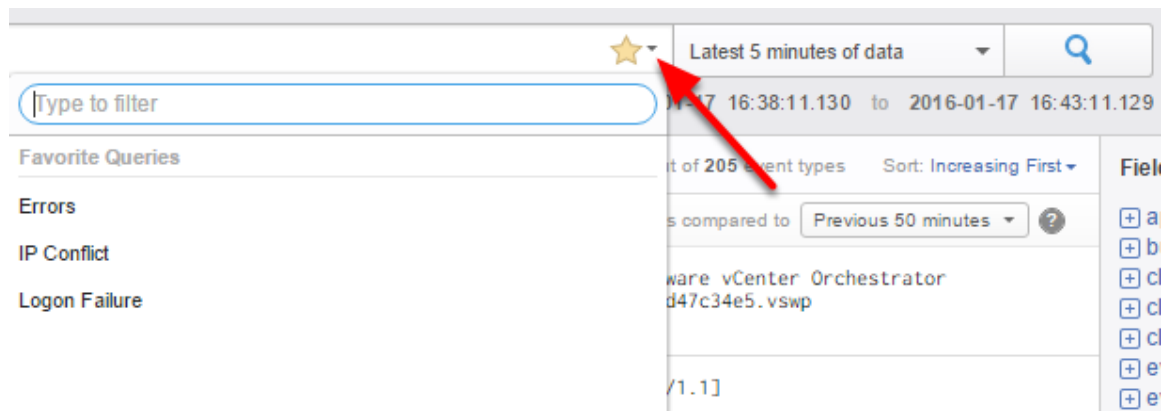 Latest 5 minutes of data
Type to filter
16:38:11.130 to 2016-01-17 16:43:11.129
Favorite Queries
of 205 event types Sort: Increasing First
Errors
compared to Previous 50 minutes ?
IP Conflict
vCenter Orchestrator
Logon Failure
d47c34e5.vswp
/1.1]